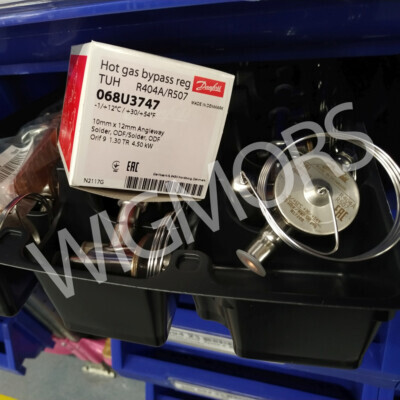 Hot gas bypass reg
TUH R404A/R507
Danfoss
068U3747
MADE IN DENMARK
-1/+12°C / +30/+54°F
10mm x 12mm Angleway
Solder, ODF/Solder, ODF
Orif 9 1.30 TR 4.50 kW
EAC
N2117G
WIGMORS